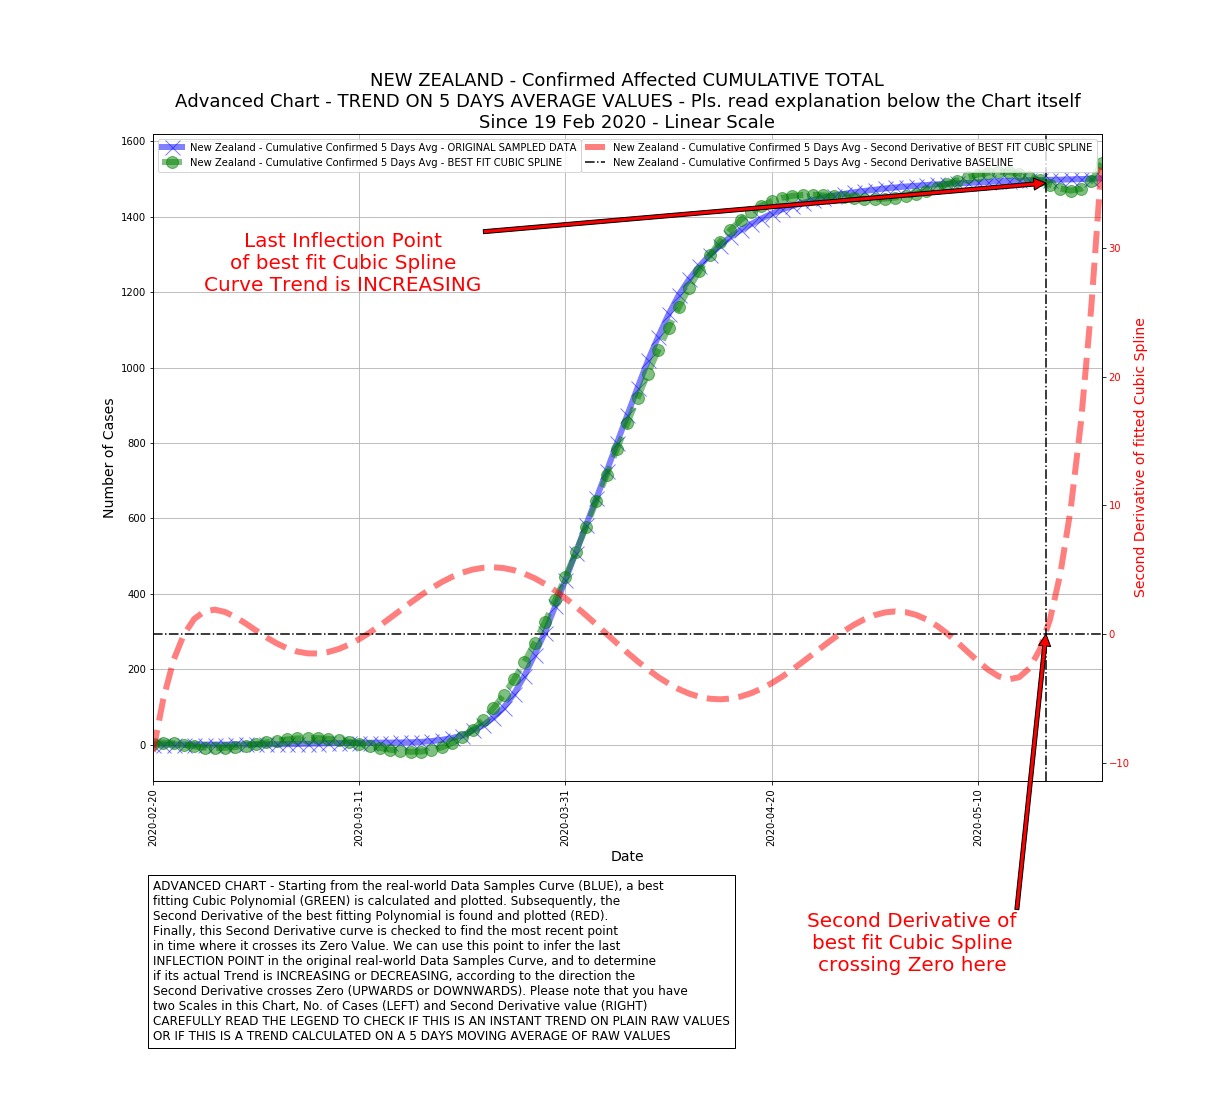 NEW ZEALAND - Confirmed Affected CUMULATIVE TOTAL
Advanced Chart - TREND ON 5 DAYS AVERAGE VALUES - Pls. read explanation below the Chart itself
Since 19 Feb 2020 - Linear Scale
New Zealand - Cumulative Confirmed 5 Days Avg - ORIGINAL SAMPLED DATA
New Zealand - Cumulative Confirmed 5 Days Avg - BEST FIT CUBIC SPLINE
New Zealand - Cumulative Confirmed 5 Days Avg - Second Derivative of BEST FIT CUBIC SPLINE
New Zealand - Cumulative Confirmed 5 Days Avg - Second Derivative BASELINE
1600
1400
1200
1000
800
600
400
200
0
Number of Cases
Last Inflection Point
of best fit Cubic Spline
Curve Trend is INCREASING
30
20
10
0
−10
Second Derivative of fitted Cubic Spline
2020-02-20
2020-03-11
2020-03-31
2020-04-20
2020-05-10
Date
ADVANCED CHART - Starting from the real-world Data Samples Curve (BLUE), a best
fitting Cubic Polynomial (GREEN) is calculated and plotted. Subsequently, the
Second Derivative of the best fitting Polynomial is found and plotted (RED).
Finally, this Second Derivative curve is checked to find the most recent point
in time where it crosses its Zero Value. We can use this point to infer the last
INFLECTION POINT in the original real-world Data Samples Curve, and to determine
if its actual Trend is INCREASING or DECREASING, according to the direction the
Second Derivative crosses Zero (UPWARDS or DOWNWARDS). Please note that you have
two Scales in this Chart, No. of Cases (LEFT) and Second Derivative value (RIGHT)
CAREFULLY READ THE LEGEND TO CHECK IF THIS IS AN INSTANT TREND ON PLAIN RAW VALUES
OR IF THIS IS A TREND CALCULATED ON A 5 DAYS MOVING AVERAGE OF RAW VALUES
Second Derivative of
best fit Cubic Spline
crossing Zero here